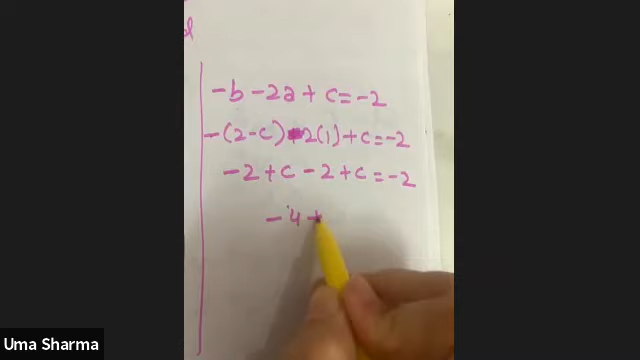 -b - 2a + c = -2
-(2-c) - 2(1) + c = -2
-2 + c - 2 + c = -2
-4 +
Uma Sharma